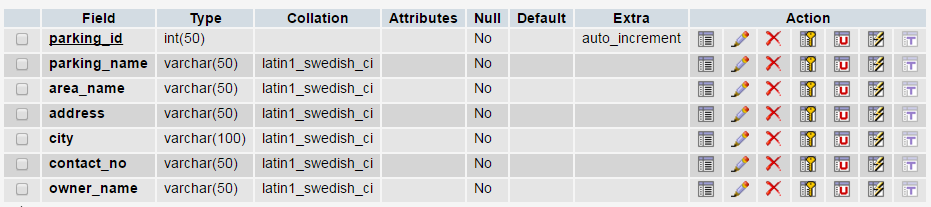 Field Type Collation Attributes Null Default Extra Action
parking_id int(50) No auto_increment
parking_name varchar(50) latin1_swedish_ci No
area_name varchar(50) latin1_swedish_ci No
address varchar(50) latin1_swedish_ci No
city varchar(100) latin1_swedish_ci No
contact_no varchar(50) latin1_swedish_ci No
owner_name varchar(50) latin1_swedish_ci No